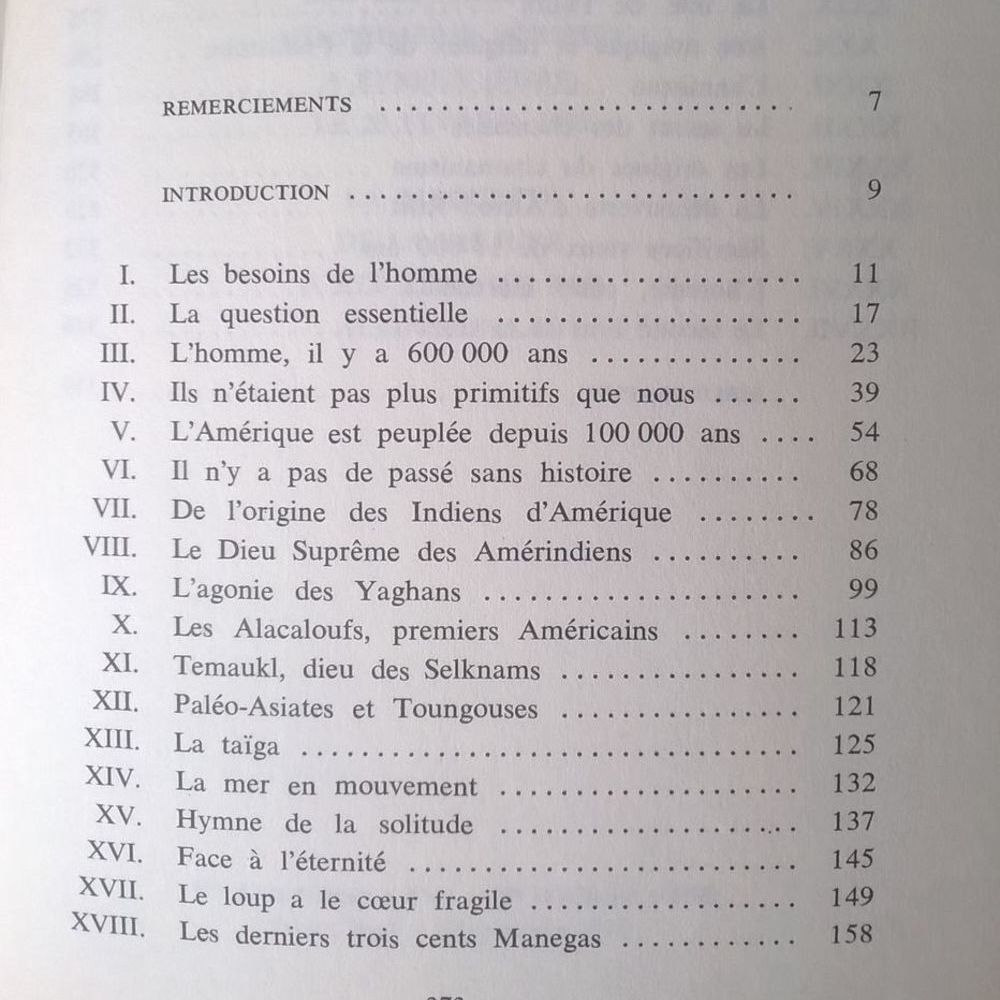 REMERCIEMENTS ............................ 7
INTRODUCTION .............................. 9
I. Les besoins de l'homme ..................... 11
II. La question essentielle ..................... 17
III. L'homme, il y a 600 000 ans .............. 23
IV. Ils n'étaient pas plus primitifs que nous ...... 39
V. L'Amérique est peuplée depuis 100 000 ans .... 54
VI. Il n'y a pas de passé sans histoire .......... 68
VII. De l'origine des Indiens d'Amérique ........ 78
VIII. Le Dieu Suprême des Amérindiens .......... 86
IX. L'agonie des Yaghans ..................... 99
X. Les Alacaloufs, premiers Américains ........ 113
XI. Temaukl, dieu des Selknams ................ 118
XII. Paléo-Asiates et Toungouses ................ 121
XIII. La taïga ................................. 125
XIV. La mer en mouvement .................... 132
XV. Hymne de la solitude .................... 137
XVI. Face à l'éternité .......................... 145
XVII. Le loup a le cœur fragile .................. 149
XVIII. Les derniers trois cents Manegas ............ 158